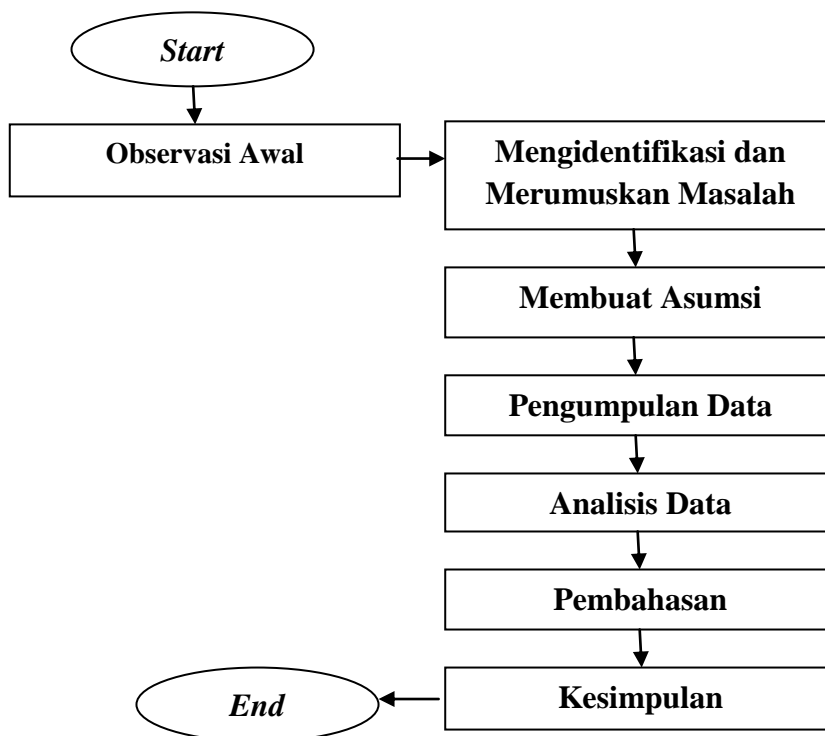 Start
Observasi Awal
Mengidentifikasi dan
Merumuskan Masalah
Membuat Asumsi
Pengumpulan Data
Analisis Data
Pembahasan
Kesimpulan
End